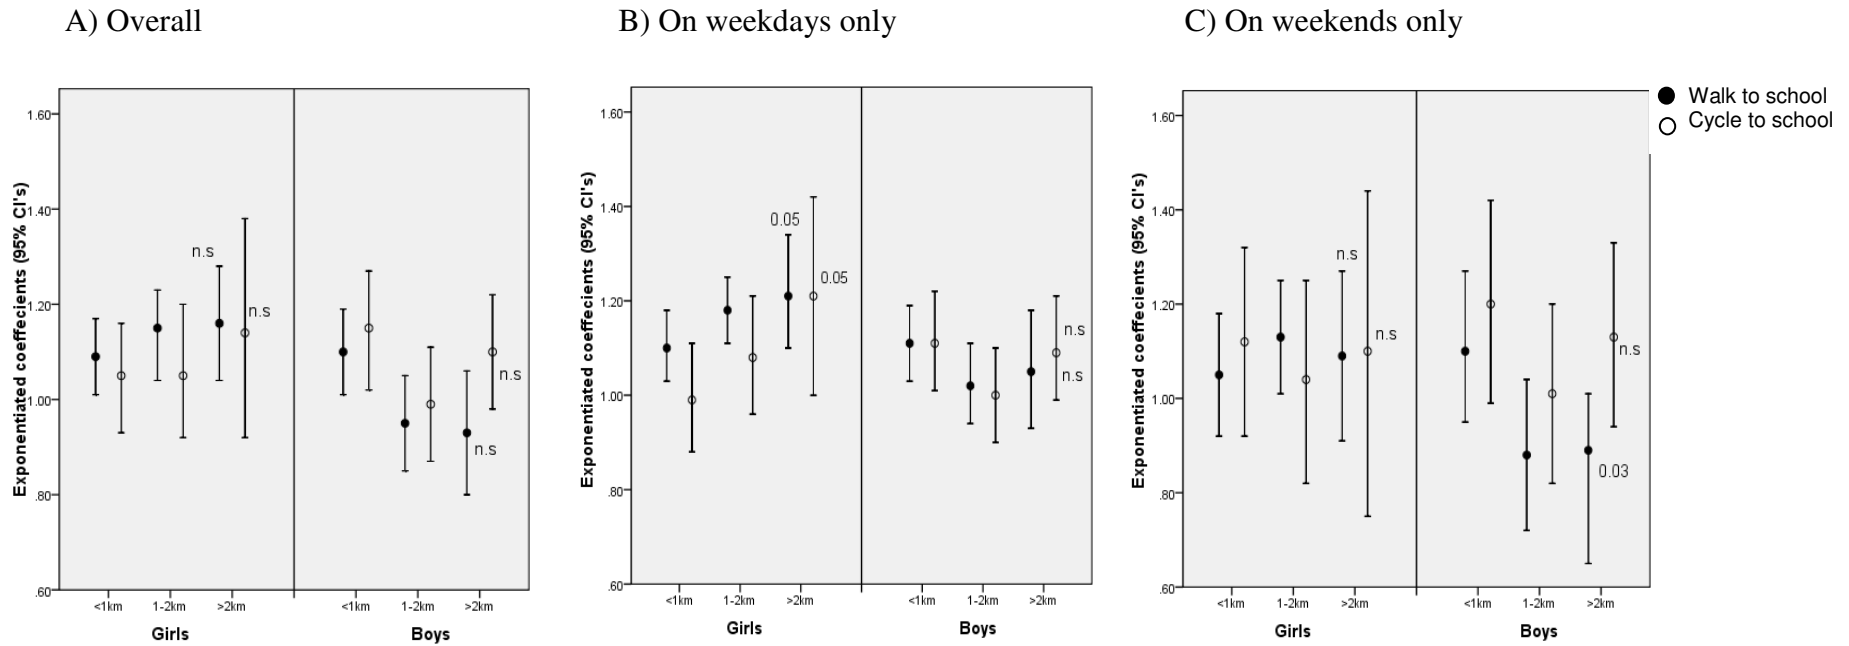 A) Overall
B) On weekdays only
C) On weekends only
Walk to school
Cycle to school
Exponentiated coeffecients (95% CI's)
1.60
1.40
1.20
1.00
.80
.60
n.s
n.s
n.s
n.s
<1km
1-2km
>2km
<1km
1-2km
>2km
Girls
Boys
Exponentiated coeffecients (95% CI's)
1.60
1.40
1.20
1.00
.80
.60
0.05
0.05
n.s
n.s
<1km
1-2km
>2km
<1km
1-2km
>2km
Girls
Boys
Exponentiated coeffecients (95% CI's)
1.60
1.40
1.20
1.00
.80
.60
n.s
n.s
n.s
0.03
<1km
1-2km
>2km
<1km
1-2km
>2km
Girls
Boys